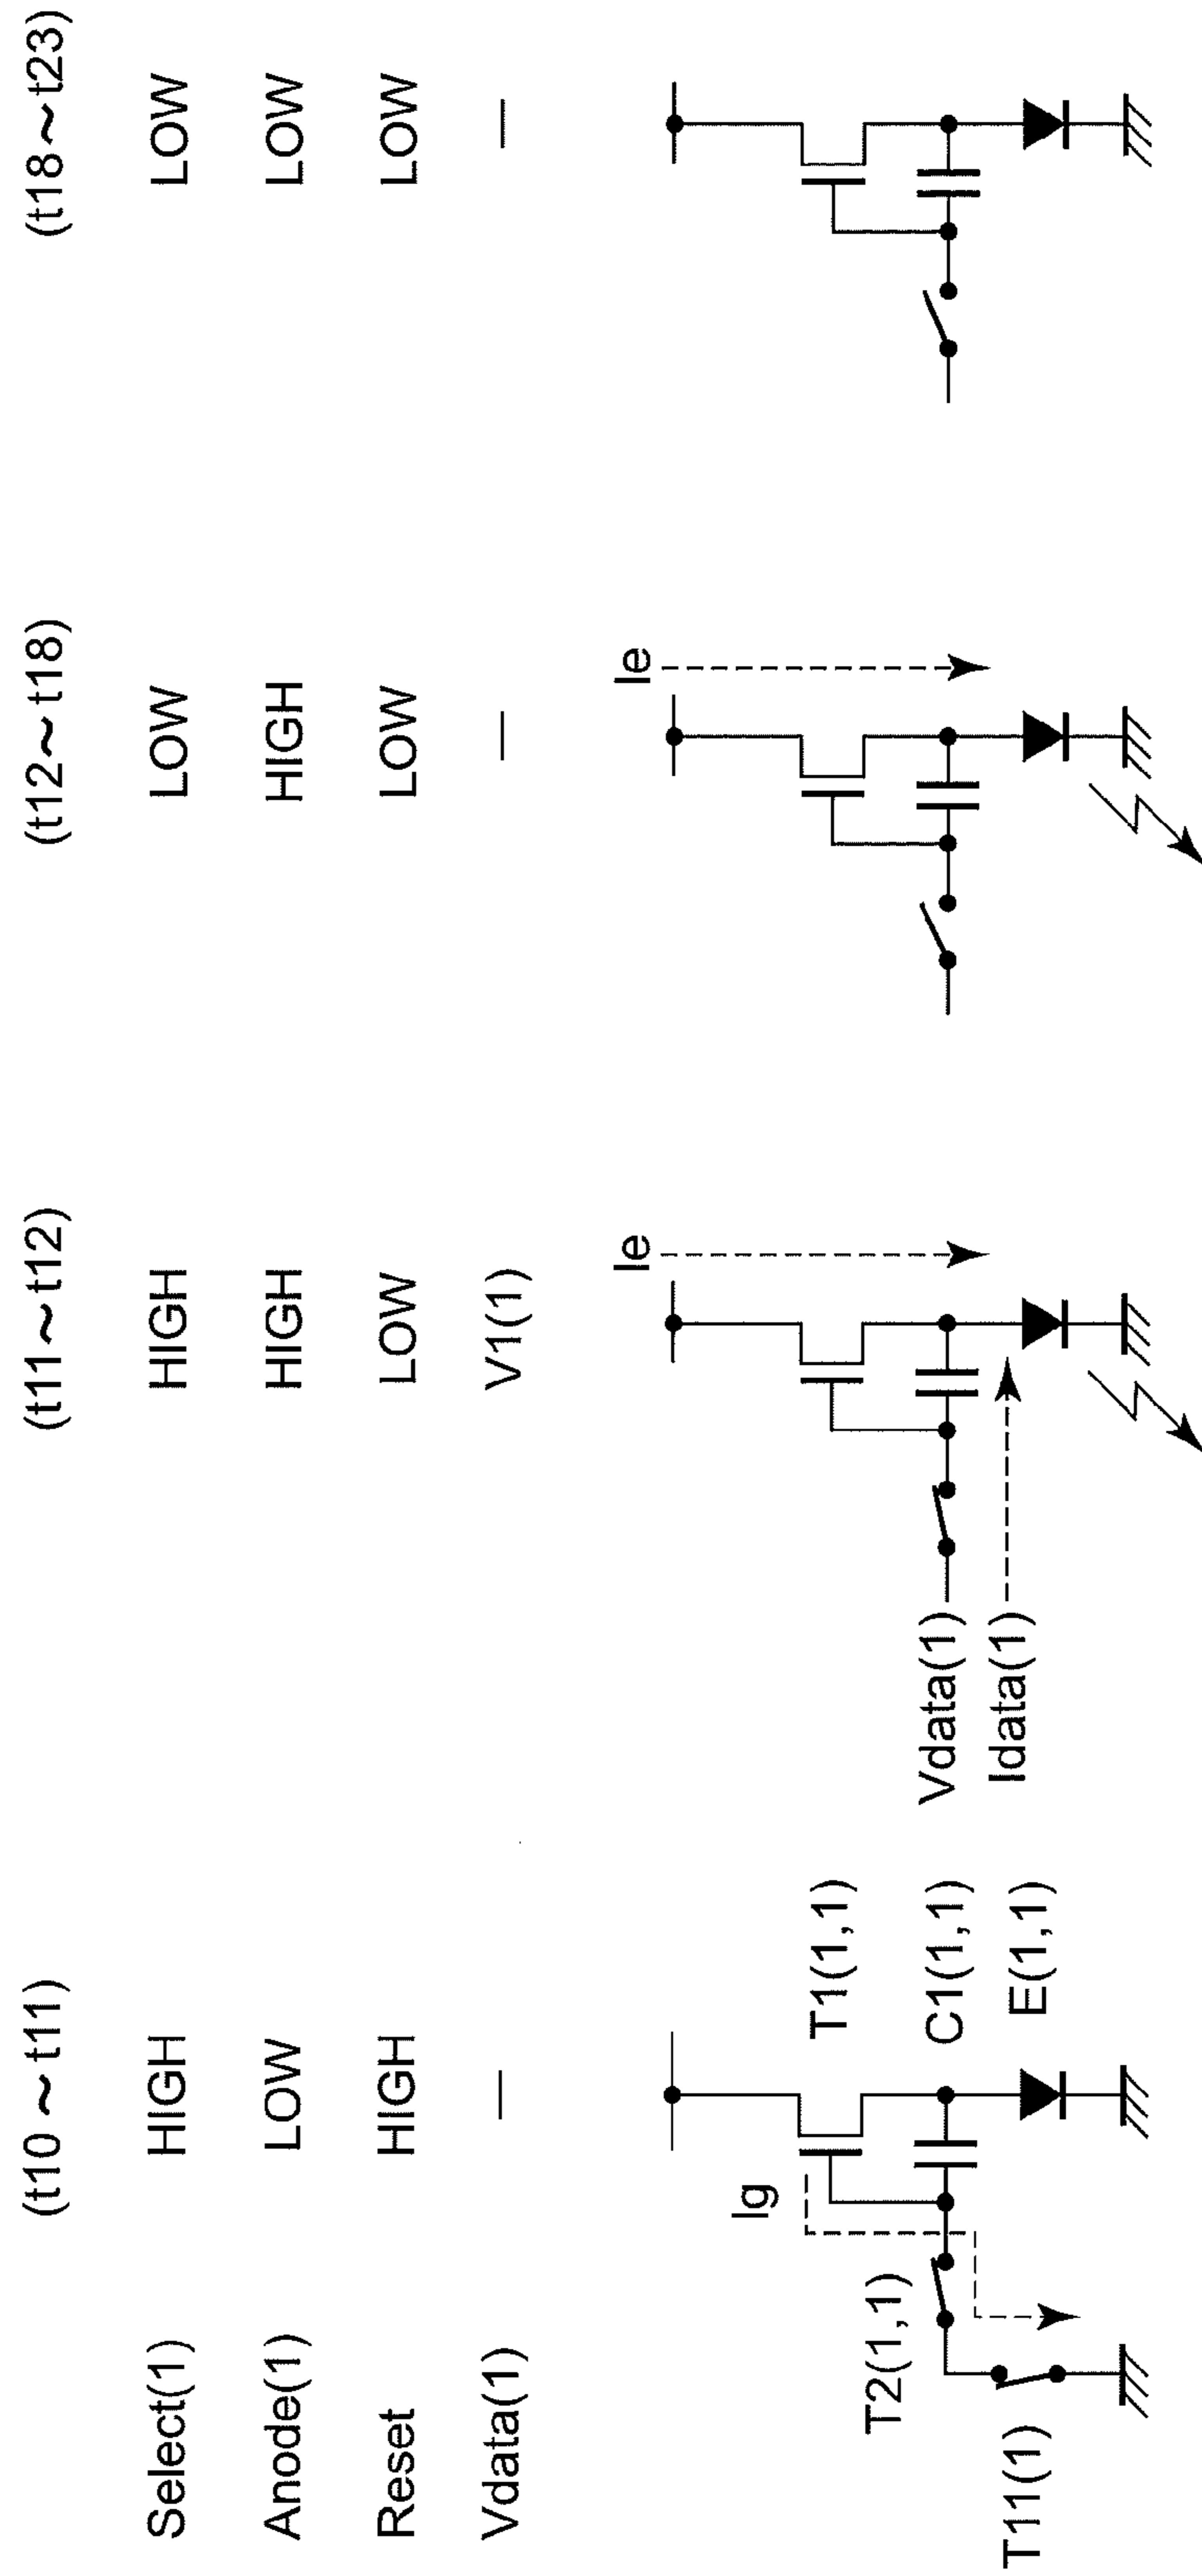 (t10 ~ t11) (t11 ~ t12) (t12 ~ t18) (t18 ~ t23)
Select(1) HIGH HIGH LOW LOW
Anode(1) LOW HIGH HIGH LOW
Reset HIGH LOW LOW LOW
Vdata(1) — V1(1) — —
Ie Ie
Ig
T1(1,1)
T2(1,1)
C1(1,1)
Vdata(1)
E(1,1)
Idata(1)
T11(1)